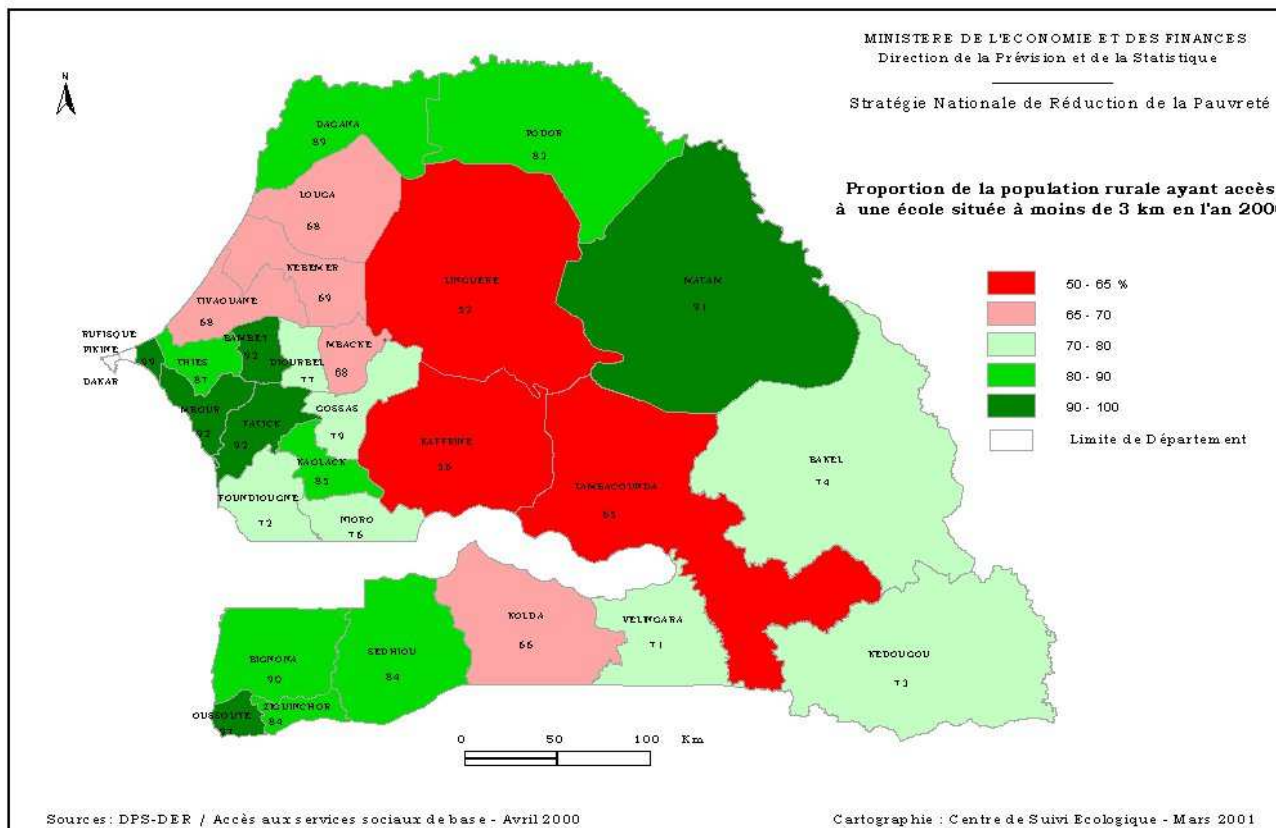 MINISTERE DE L'ECONOMIE ET DES FINANCES
Direction de la Prévision et de la Statistique
Stratégie Nationale de Réduction de la Pauvreté
N
Proportion de la population rurale ayant accès
à une école située à moins de 3 km en l'an 200
50 - 65 %
65 - 70
70 - 80
80 - 90
90 - 100
Limite de Département
DAGANA
89
PODOR
LOUGA
68
LINGUERE
MATAM
91
KEBEMER
69
TIVAOUANE
68
RUFISQUE
PIKINE
DAKAR
99
THIES
87
BAMBEY
92
DIOURBEL
77
MBACKE
68
MBOUR
92
FATICK
GOSSAS
79
KAOLACK
KAFFRINE
TAMBACOUNDA
BAKEL
74
FOUNDIOUGNE
72
NIORO
76
KOLDA
66
VELINGARA
71
KEDOUGOU
73
BIGNONA
90
SEDHIOU
84
OUSSOUYE
ZIGUINCHOR
84
0 50 100 Km
Sources: DPS-DER / Accès aux services sociaux de base - Avril 2000
Cartographie : Centre de Suivi Ecologique - Mars 2001